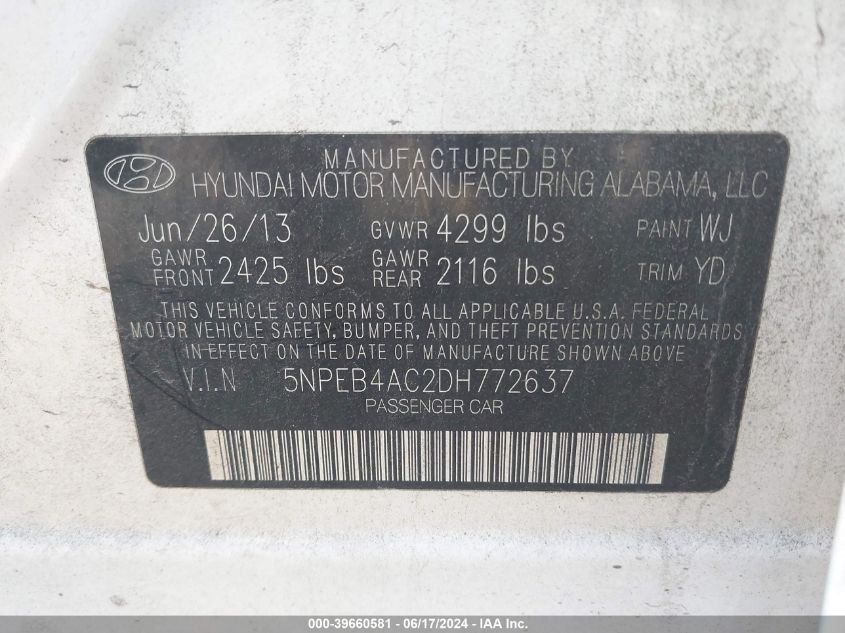 MANUFACTURED BY
HYUNDAI MOTOR MANUFACTURING ALABAMA, LLC
Jun/26/13 GVWR 4299 lbs PAINT WJ
GAWR FRONT 2425 lbs GAWR REAR 2116 lbs TRIM YD
THIS VEHICLE CONFORMS TO ALL APPLICABLE U.S.A. FEDERAL
MOTOR VEHICLE SAFETY, BUMPER, AND THEFT PREVENTION STANDARDS
IN EFFECT ON THE DATE OF MANUFACTURE SHOWN ABOVE
V.I.N 5NPEB4AC2DH772637
PASSENGER CAR
000-39660581 - 06/17/2024 - IAA Inc.